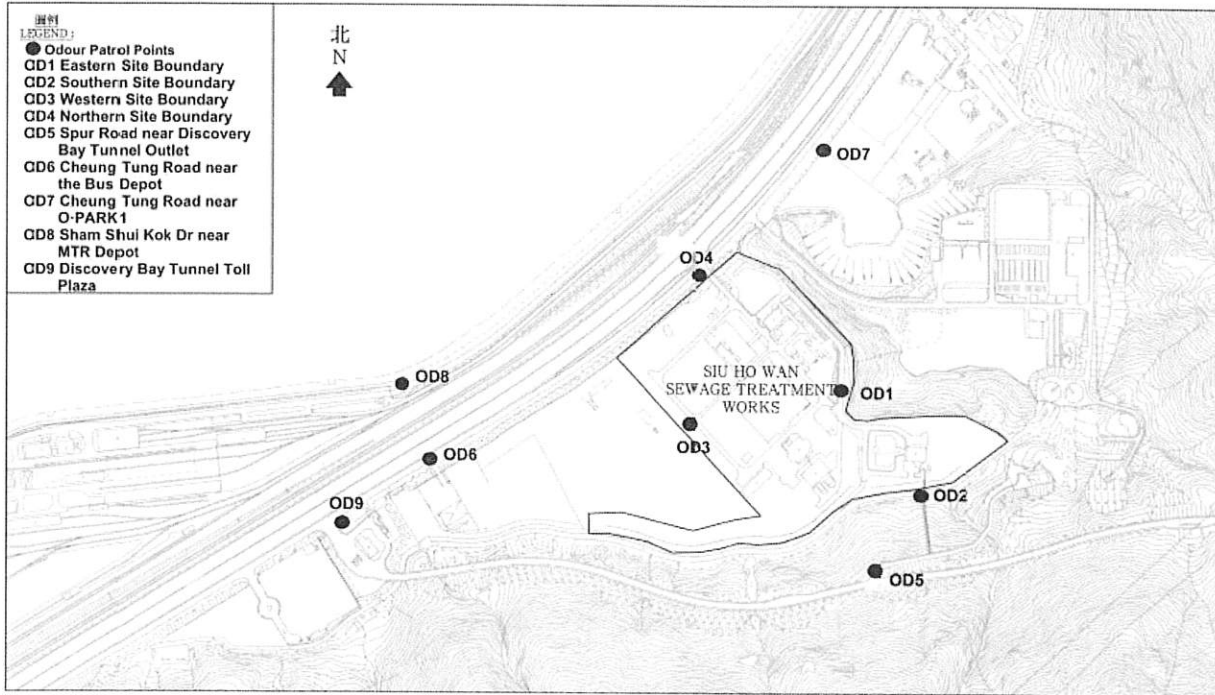 圖例
LEGEND :
Odour Patrol Points
OD1 Eastern Site Boundary
OD2 Southern Site Boundary
OD3 Western Site Boundary
OD4 Northern Site Boundary
OD5 Spur Road near Discovery
Bay Tunnel Outlet
OD6 Cheung Tung Road near
the Bus Depot
OD7 Cheung Tung Road near
O-PARK1
OD8 Sham Shui Kok Dr near
MTR Depot
OD9 Discovery Bay Tunnel Toll
Plaza
北
N
OD7
OD4
SIU HO WAN
SEWAGE TREATMENT
WORKS
OD8
OD1
OD3
OD6
OD2
OD9
OD5